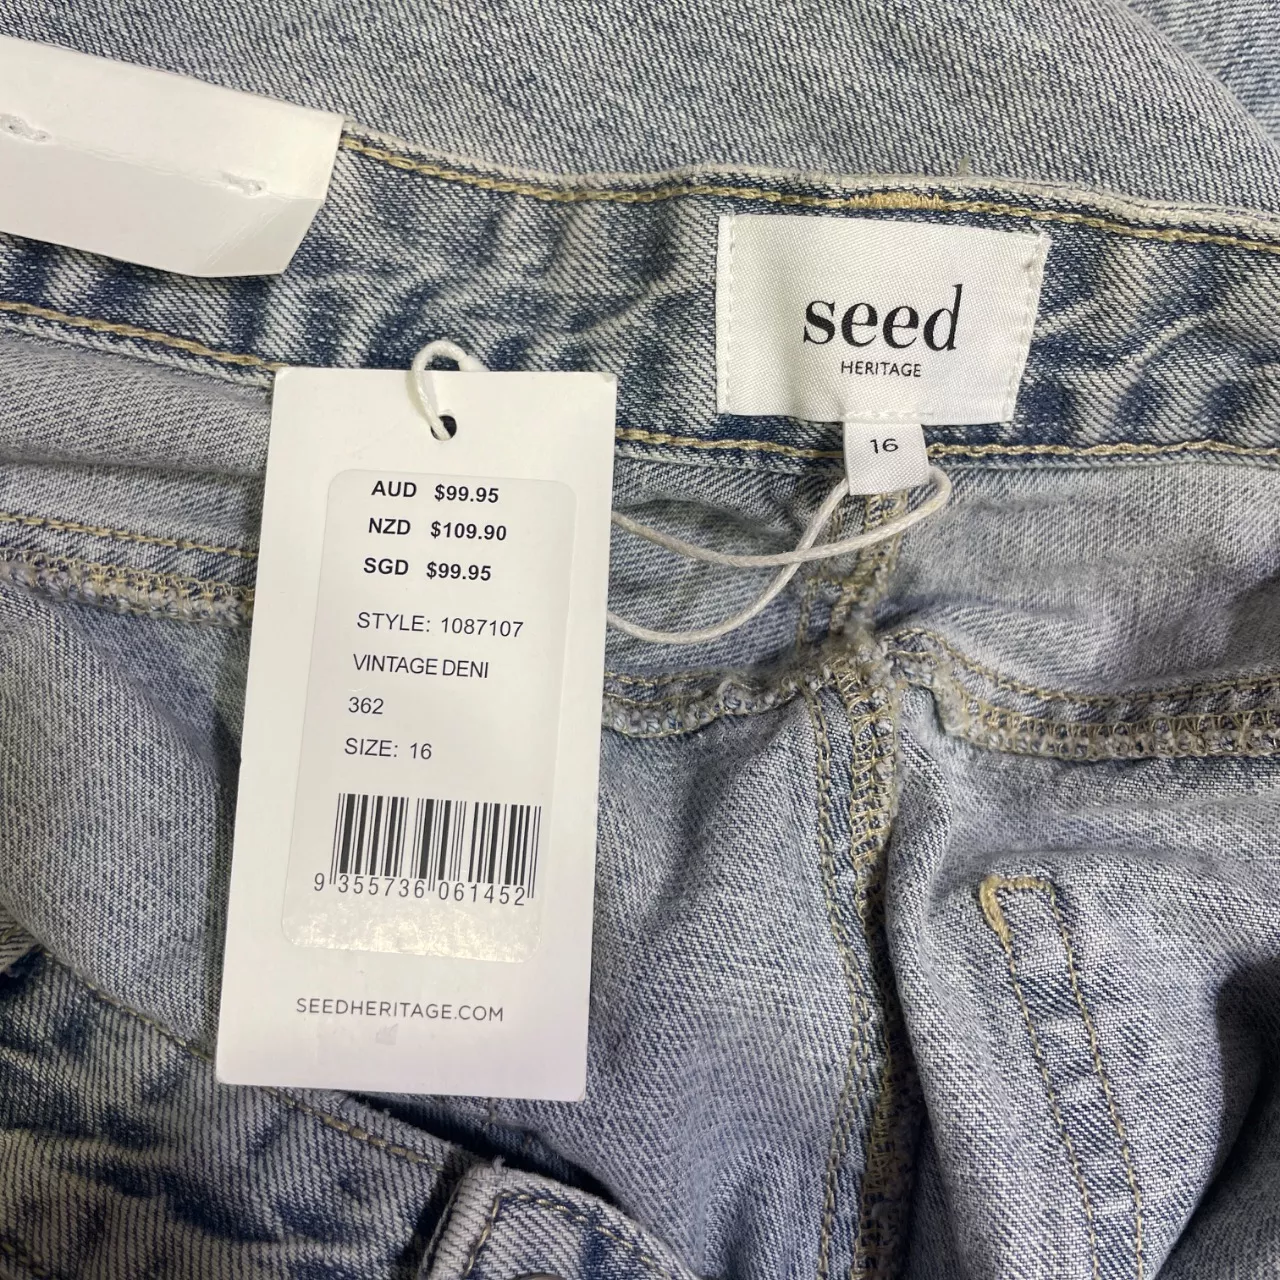 seed
HERITAGE
16
AUD $99.95
NZD $109.90
SGD $99.95
STYLE: 1087107
VINTAGE DENI
362
SIZE: 16
9 355736 061452
SEEDHERITAGE.COM